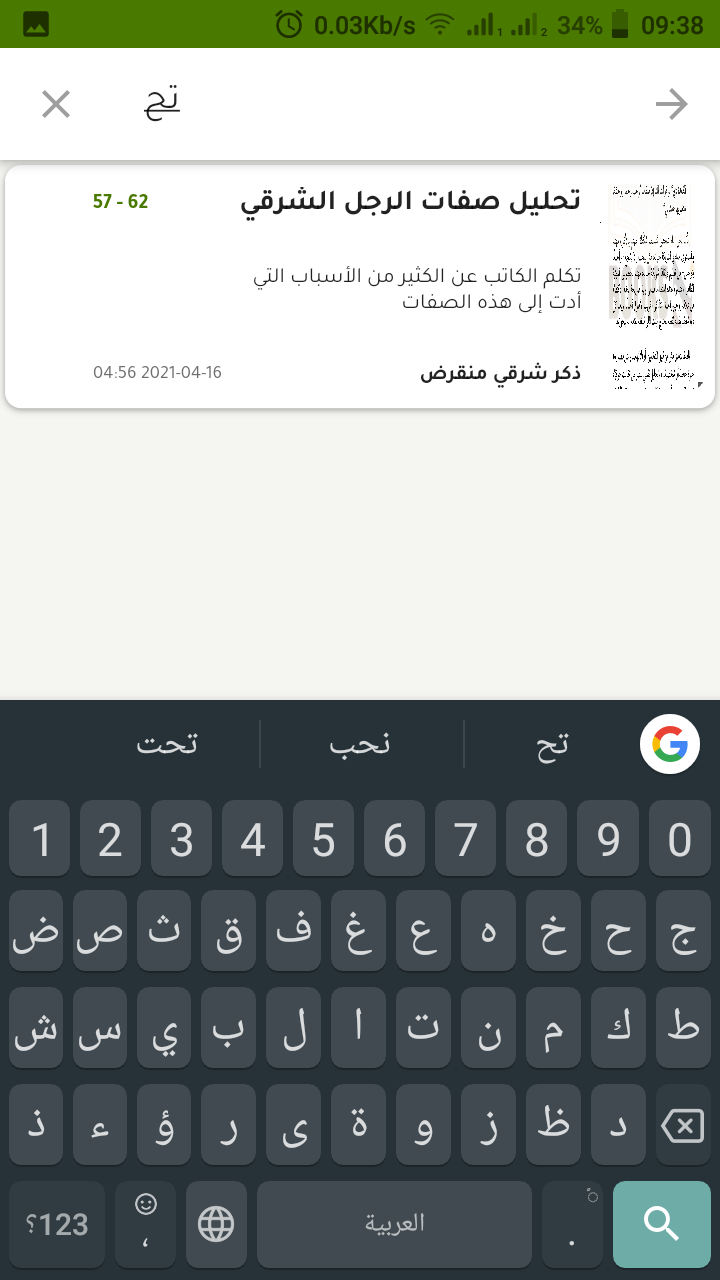 0.03Kb/s 1 2 34% 09:38
تح
تحليل صفات الرجل الشرقي
57 - 62
تكلم الكاتب عن الكثير من الأسباب التي
أدت إلى هذه الصفات
ذكر شرقي منقرض
04:56 2021-04-16
تح نحب تحت
1 2 3 4 5 6 7 8 9 0
ض ص ث ق ف غ ع ه خ ح ج
ش س ي ب ل ا ت ن م ك ط
ذ ء ؤ ر ى ة و ز ظ د
؟123 ، العربية .